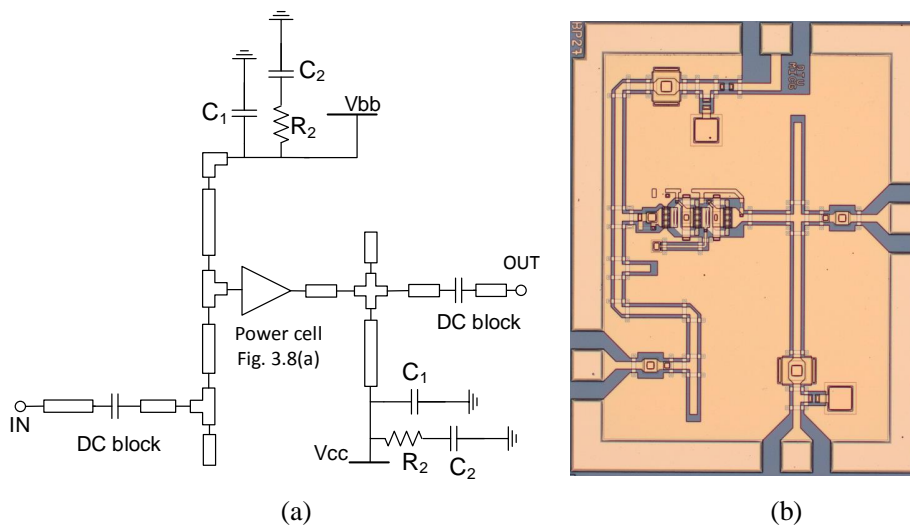 C2
C1
Vbb
R2
OUT
Power cell
DC block
Fig. 3.8(a)
C1
IN
DC block
Vcc
R2
C2
(a)
(b)